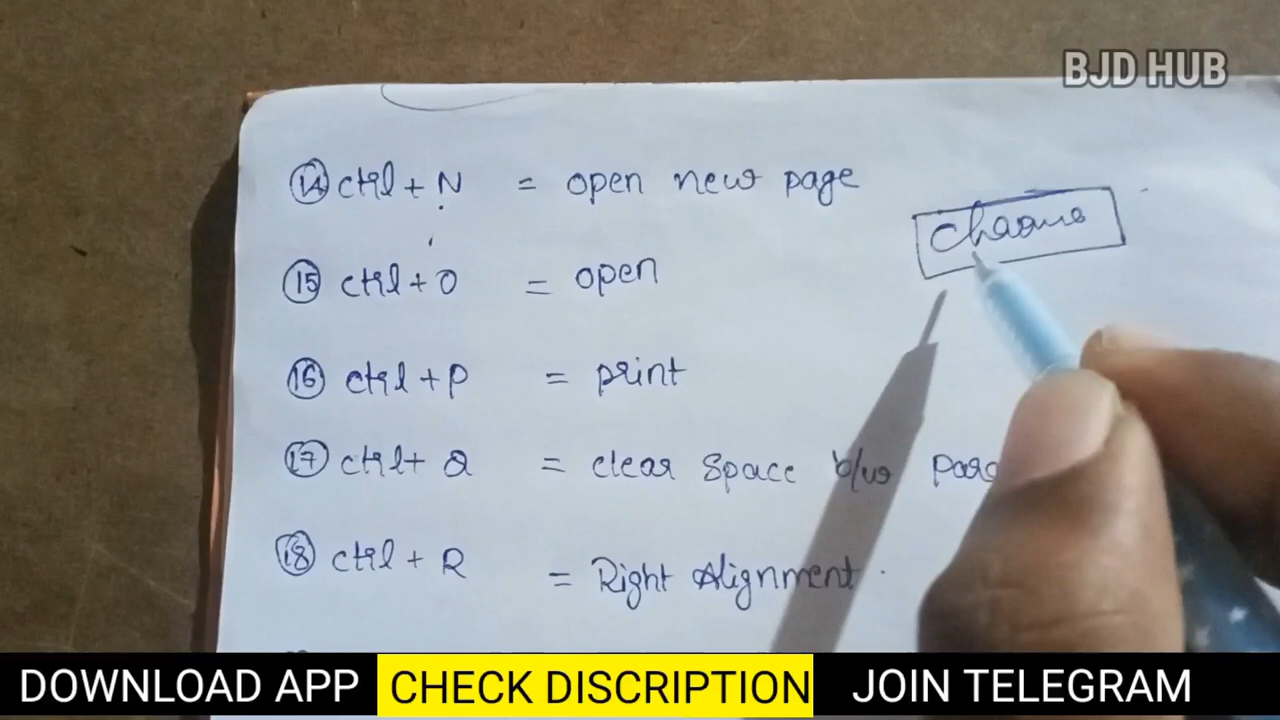 BJD HUB
14 ctrl + N = open new page
chrome
15 ctrl + O = open
16 ctrl + P = print
17 ctrl + Q = clear space b/w
18 ctrl + R = Right Alignment.
DOWNLOAD APP CHECK DISCRIPTION JOIN TELEGRAM